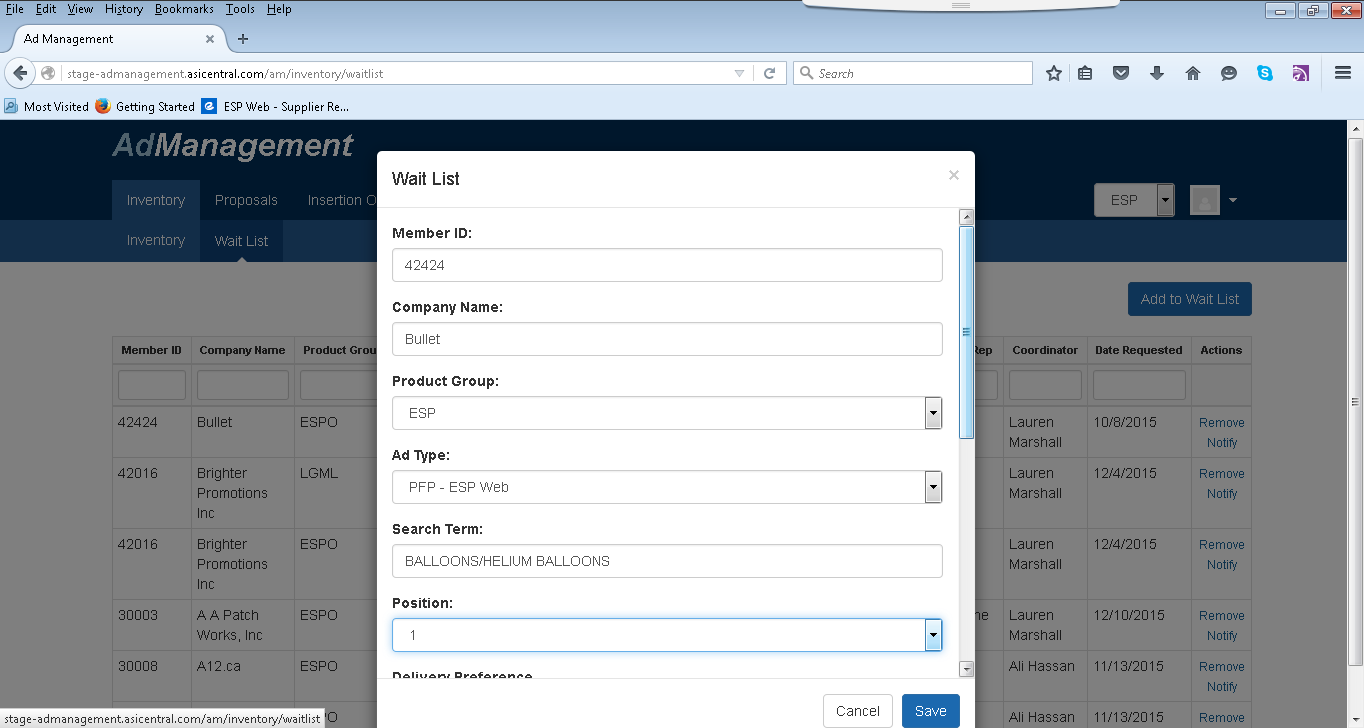 File Edit View History Bookmarks Tools Help
Ad Management
stage-admanagement.asicentral.com/am/inventory/waitlist
Search
Most Visited Getting Started ESP Web - Supplier Re...
AdManagement
Inventory Proposals Insertion O
ESP
Inventory Wait List
Add to Wait List
Wait List
Member ID:
42424
Company Name:
Bullet
Product Group:
ESP
Ad Type:
PFP - ESP Web
Search Term:
BALLOONS/HELIUM BALLOONS
Position:
1
Delivery Preference
Cancel Save
Member ID Company Name Product Grou Rep Coordinator Date Requested Actions
42424 Bullet ESPO Lauren Marshall 10/8/2015 Remove
Notify
42016 Brighter Promotions Inc LGML Lauren Marshall 12/4/2015 Remove
Notify
42016 Brighter Promotions Inc ESPO Lauren Marshall 12/4/2015 Remove
Notify
30003 A A Patch Works, Inc ESPO ne Lauren Marshall 12/10/2015 Remove
Notify
30008 A12.ca ESPO Ali Hassan 11/13/2015 Remove
Notify
PO Ali Hassan 11/13/2015 Remove
stage-admanagement.asicentral.com/am/inventory/waitlist